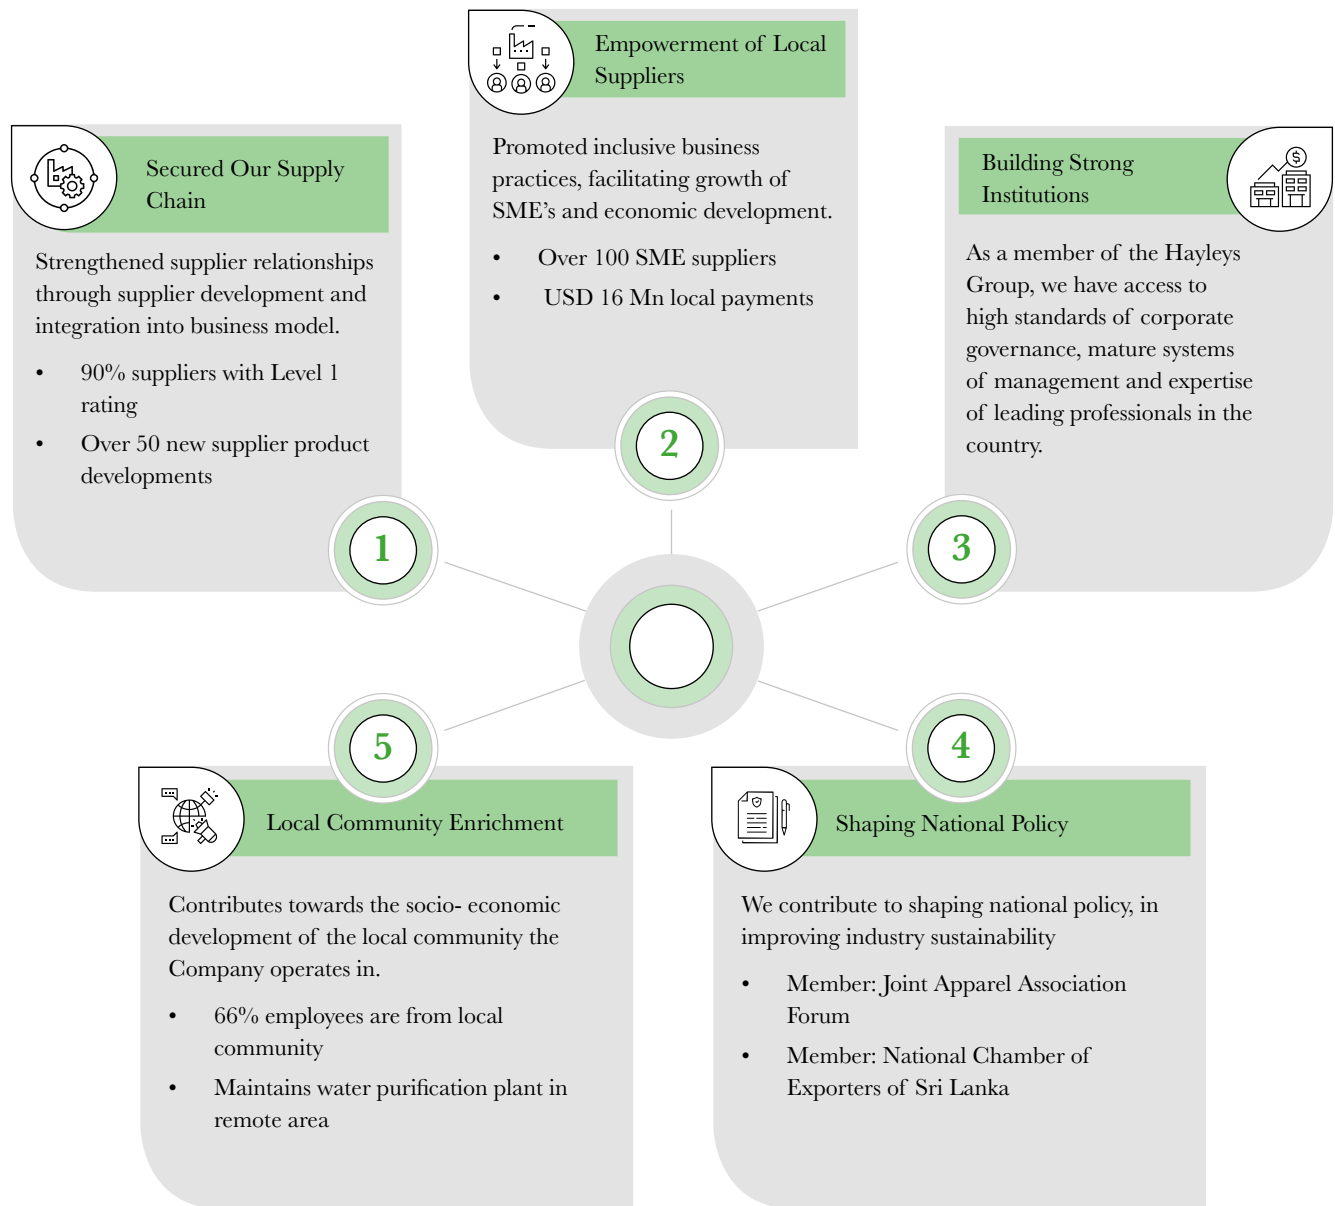 Secured Our Supply
Chain
Strengthened supplier relationships
through supplier development and
integration into business model.
• 90% suppliers with Level 1
rating
• Over 50 new supplier product
developments
1
Empowerment of Local
Suppliers
Promoted inclusive business
practices, facilitating growth of
SME’s and economic development.
• Over 100 SME suppliers
• USD 16 Mn local payments
2
Building Strong
Institutions
As a member of the Hayleys
Group, we have access to
high standards of corporate
governance, mature systems
of management and expertise
of leading professionals in the
country.
3
4
Shaping National Policy
We contribute to shaping national policy, in
improving industry sustainability
• Member: Joint Apparel Association
Forum
• Member: National Chamber of
Exporters of Sri Lanka
5
Local Community Enrichment
Contributes towards the socio- economic
development of the local community the
Company operates in.
• 66% employees are from local
community
• Maintains water purification plant in
remote area